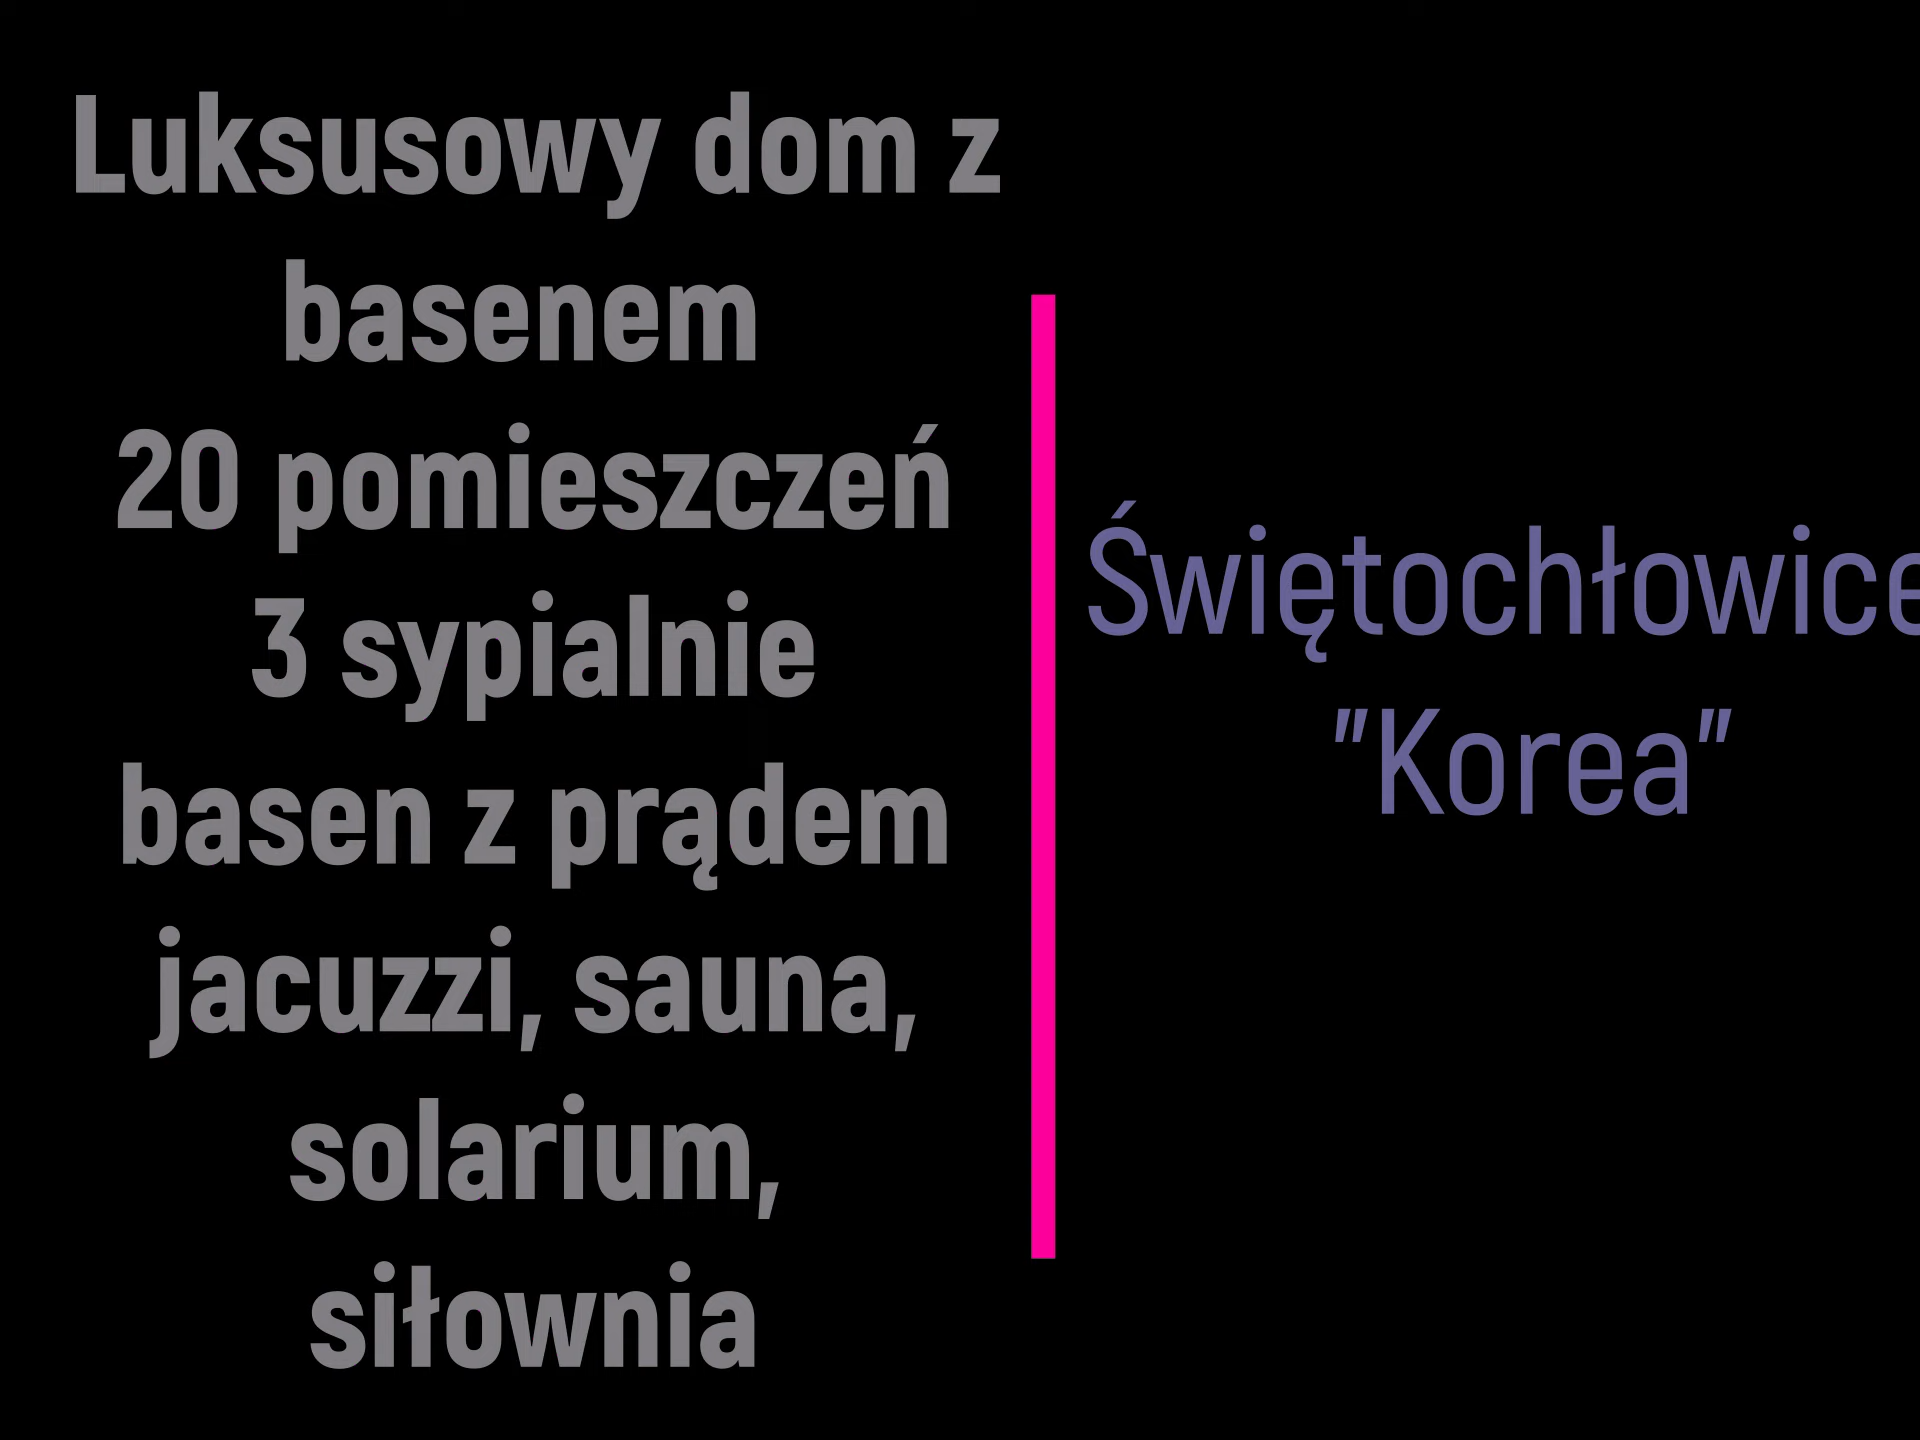 Luksusowy dom z
basenem
20 pomieszczeń
3 sypialnie
basen z prądem
jacuzzi, sauna,
solarium,
siłownia
Świętochłowice
"Korea"